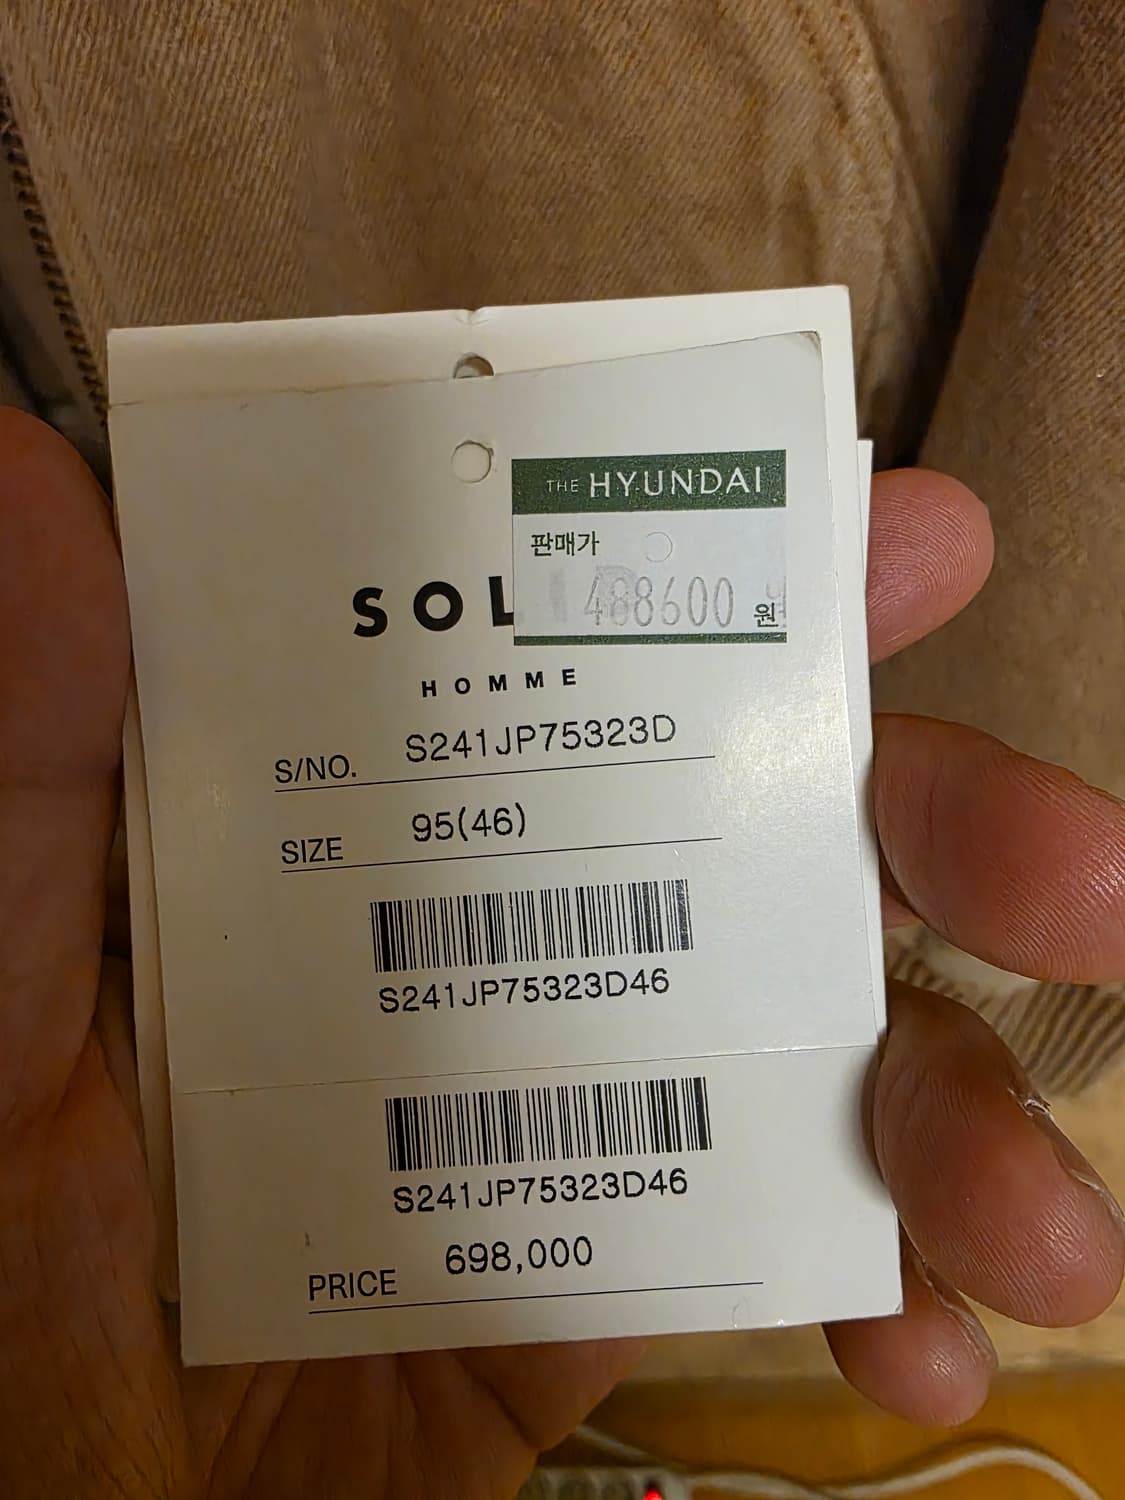 THE HYUNDAI
판매가
488600 원
SOL
HOMME
S/NO. S241JP75323D
SIZE 95(46)
S241JP75323D46
S241JP75323D46
PRICE 698,000